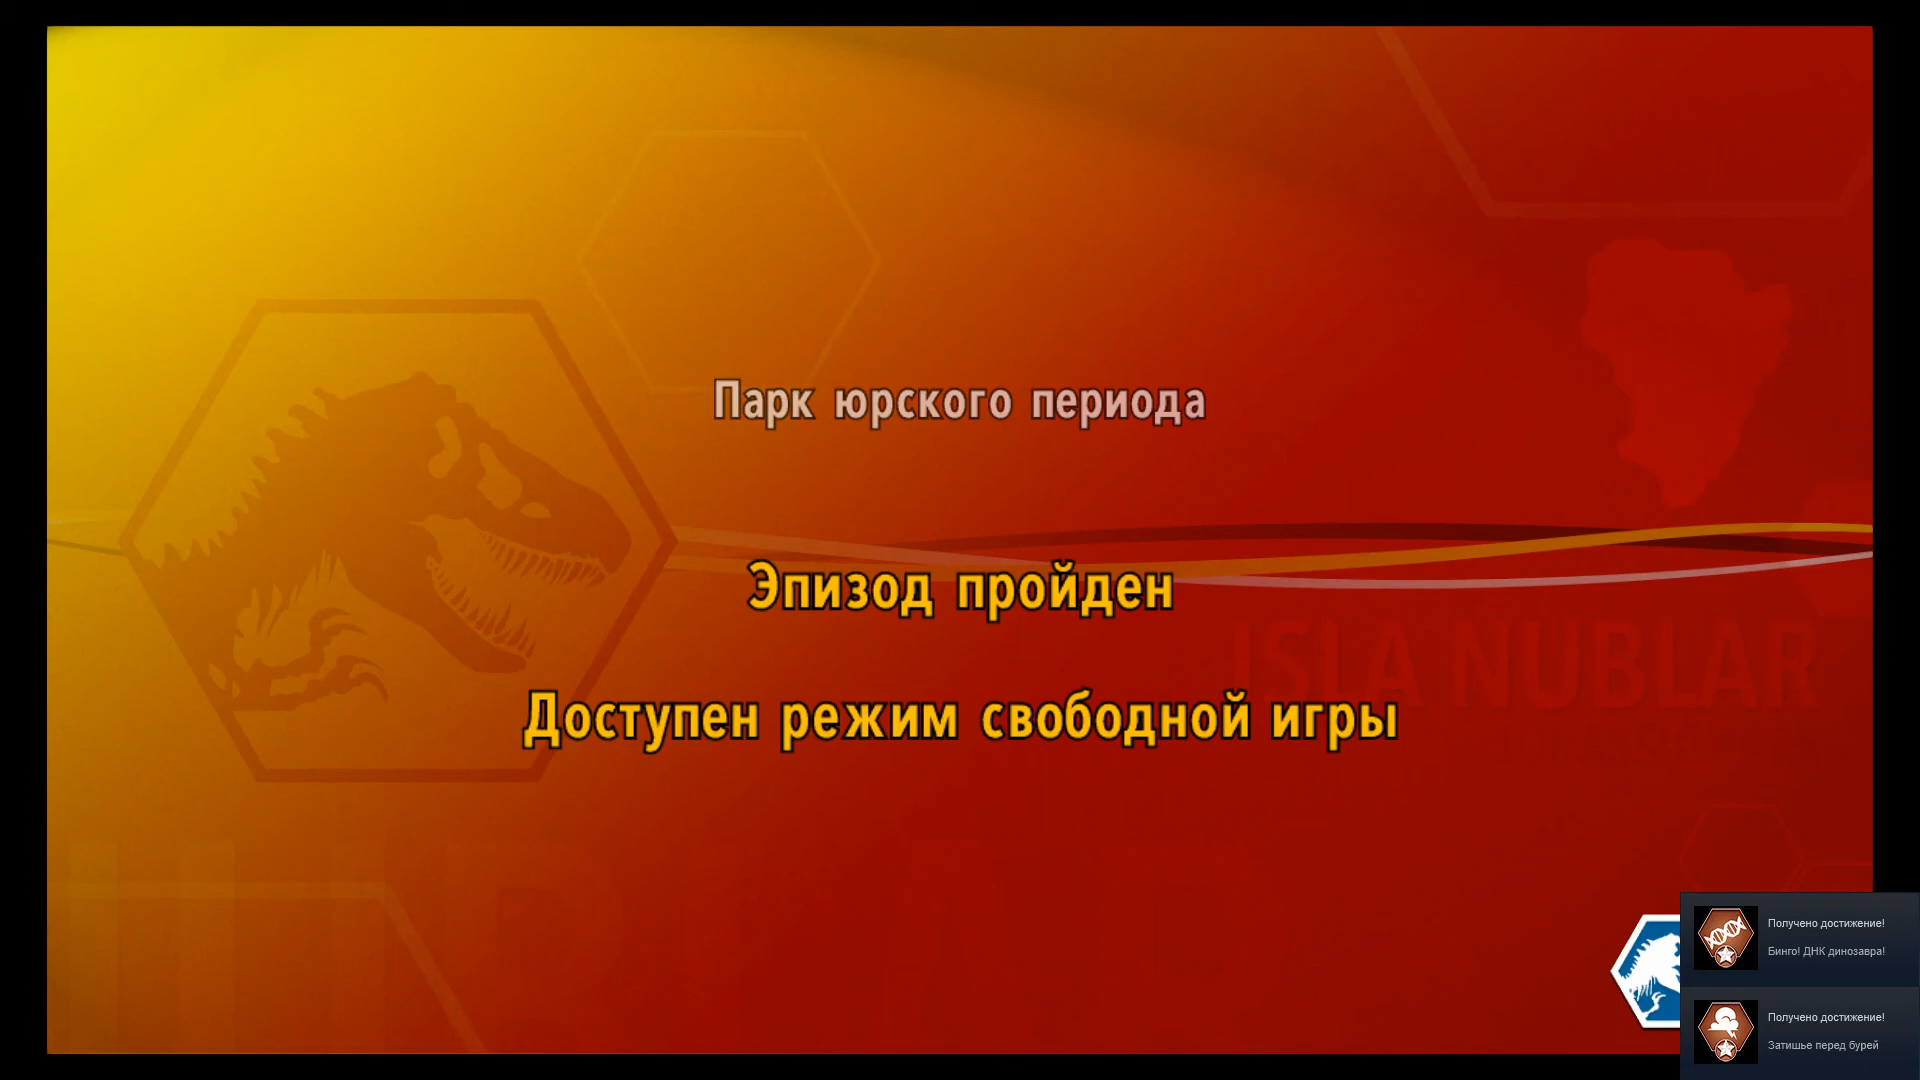 Парк юрского периода
Эпизод пройден
ISLA NUBLAR
Доступен режим свободной игры
Получено достижение!
Бинго! ДНК динозавра!
Получено достижение!
Затишье перед бурей